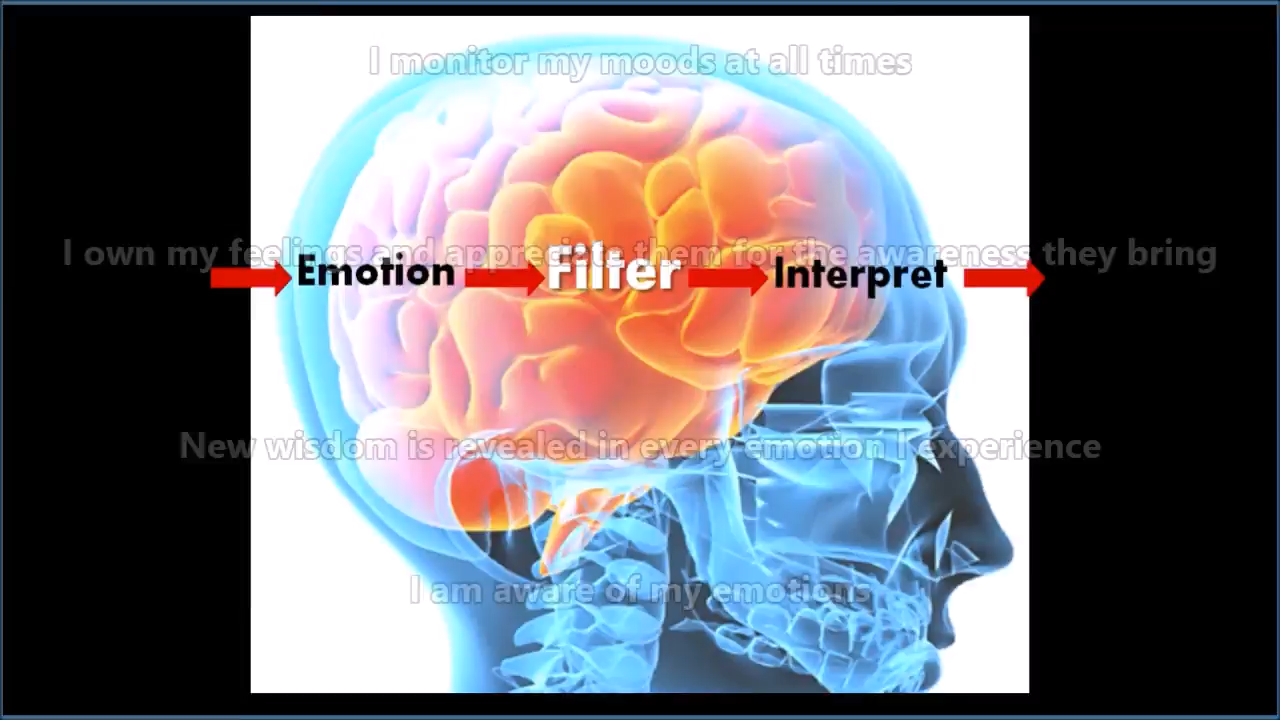 I monitor my moods at all times
I own my feelings and appreciate them for the awareness they bring
Emotion Filter Interpret
New wisdom is revealed in every emotion I experience
I am aware of my emotions